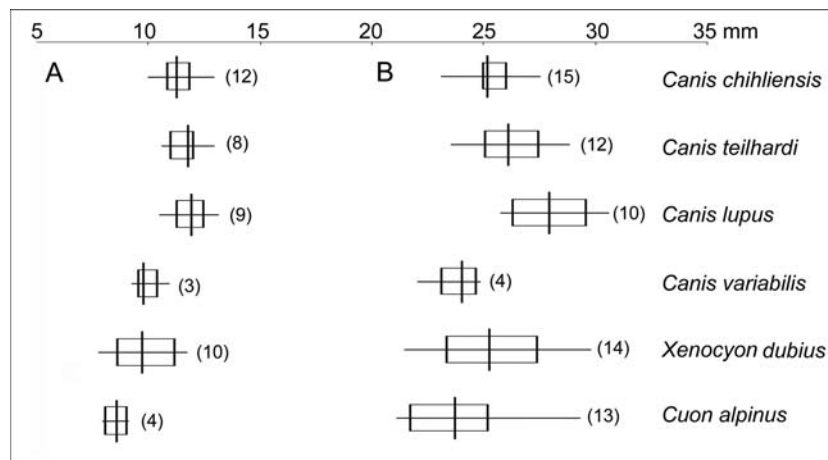 5 10 15 20 25 30 35 mm
A B
(12) (15) Canis chihliensis
(8) (12) Canis teilhardi
(9) (10) Canis lupus
(3) (4) Canis variabilis
(10) (14) Xenocyon dubius
(4) (13) Cuon alpinus